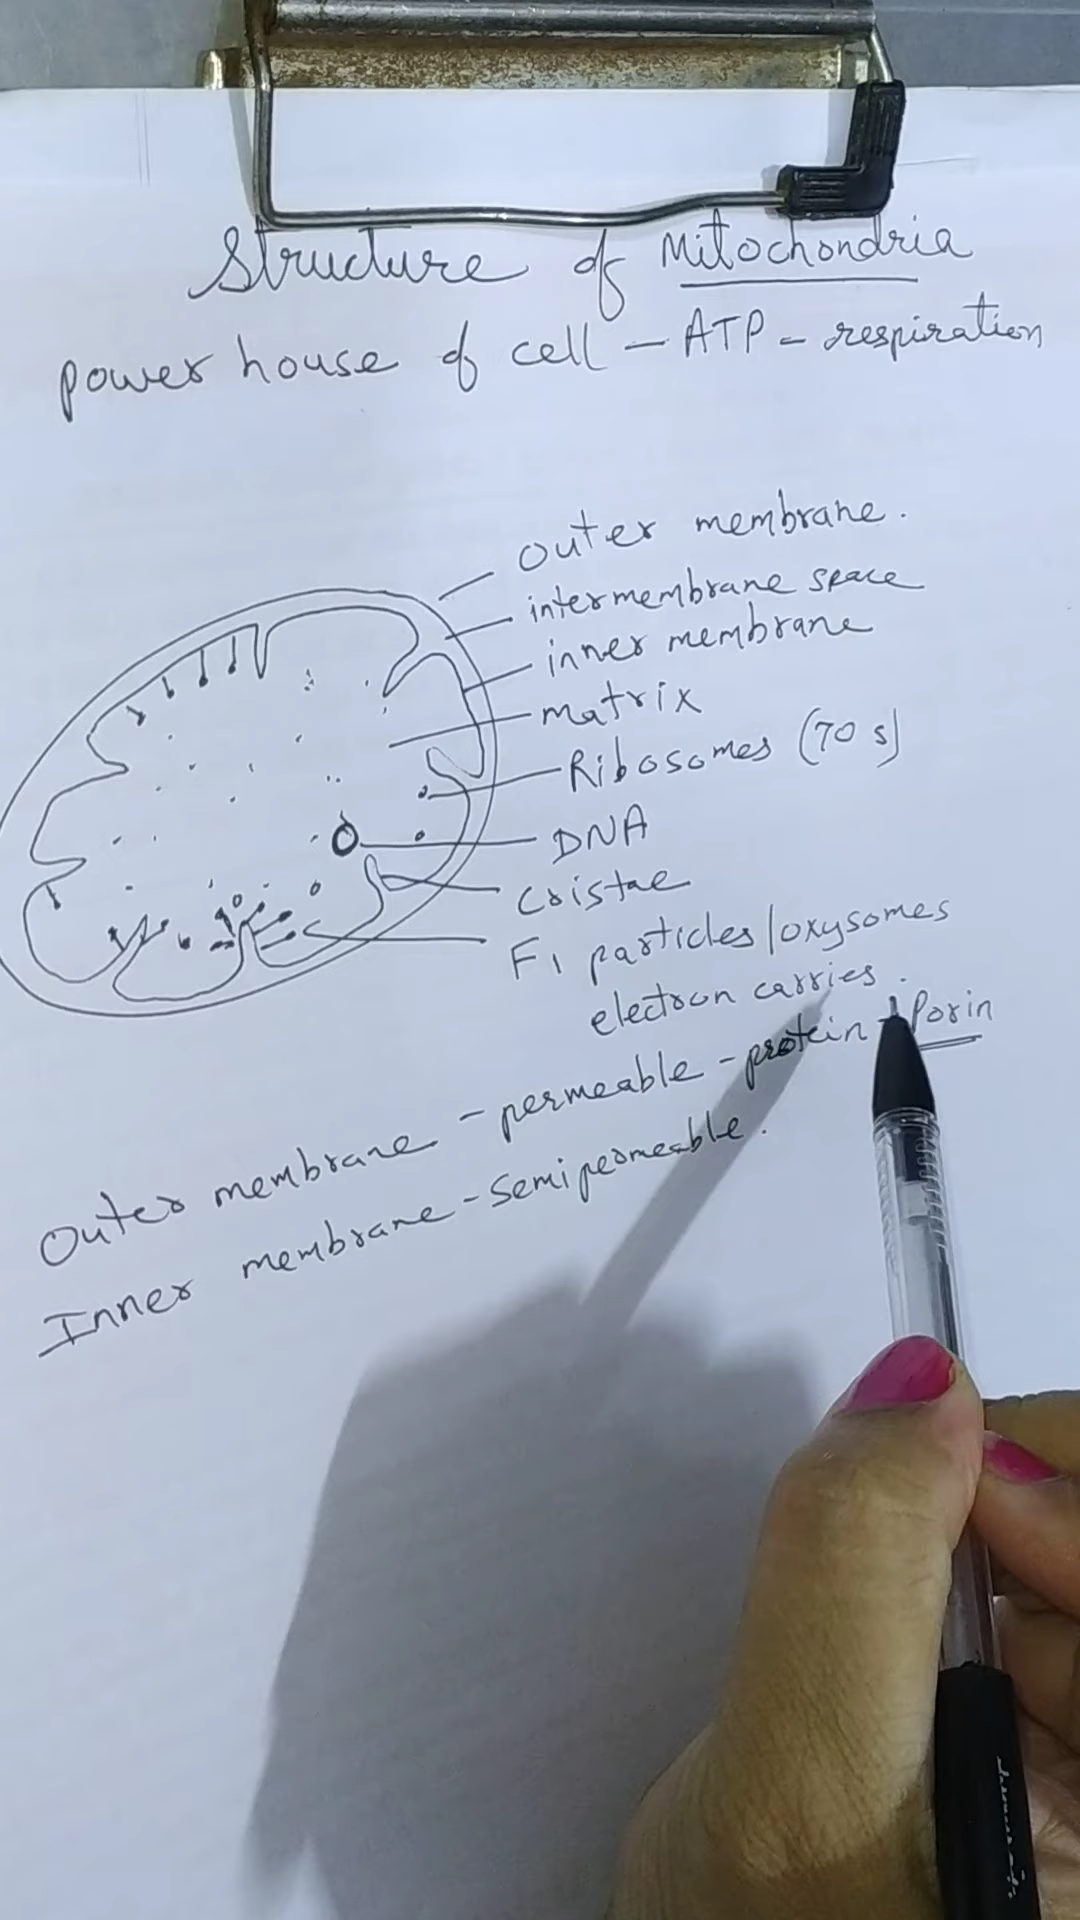 Structure of Mitochondria
power house of cell - ATP - respiration
outer membrane.
intermembrane space
inner membrane
matrix
Ribosomes (70 s)
DNA
Cristae
F1 particles/oxysomes
electron carries.
Outer membrane - permeable - protein - Porin
Inner membrane - Semipermeable.